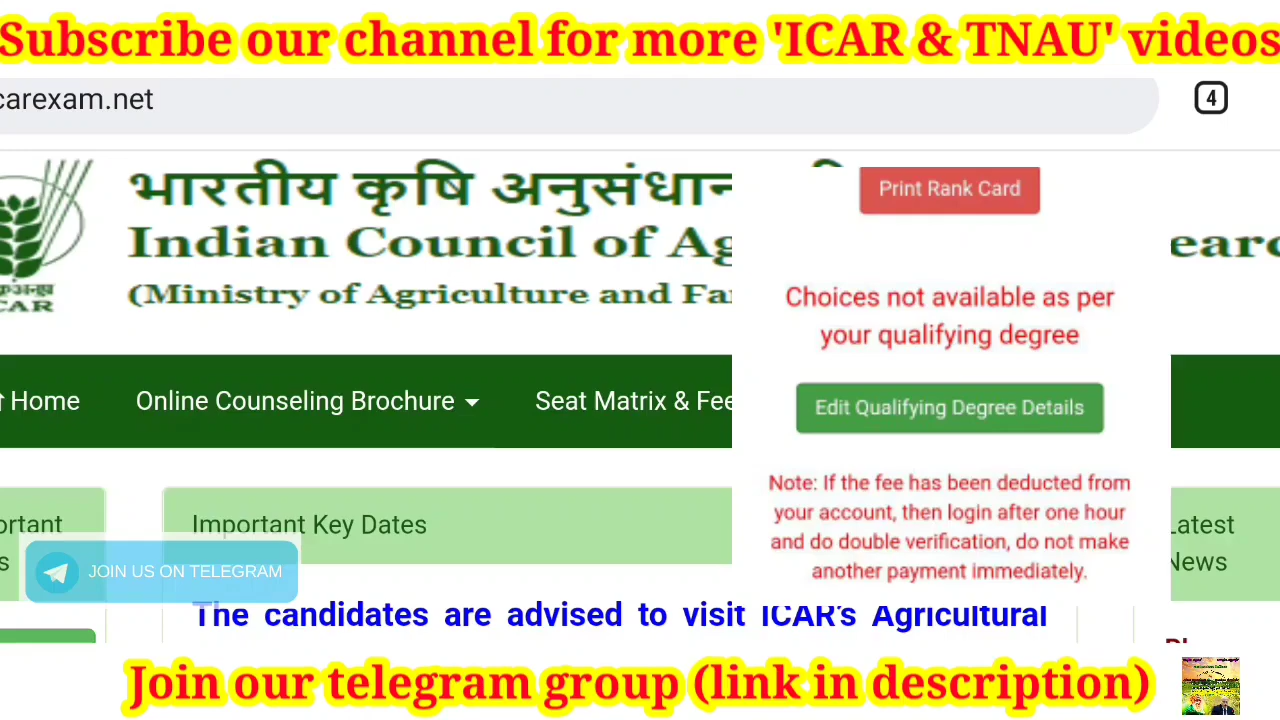 Subscribe our channel for more 'ICAR & TNAU' videos
carexam.net
4
भारतीय कृषि अनुसंधान
Indian Council of Ag
earc
(Ministry of Agriculture and Far
CAR
Print Rank Card
Choices not available as per
your qualifying degree
Edit Qualifying Degree Details
Note: If the fee has been deducted from
your account, then login after one hour
and do double verification, do not make
another payment immediately.
Home
Online Counseling Brochure
Seat Matrix & Fee
ortant
s
Important Key Dates
Latest
News
JOIN US ON TELEGRAM
The candidates are advised to visit ICAR's Agricultural
Join our telegram group (link in description)